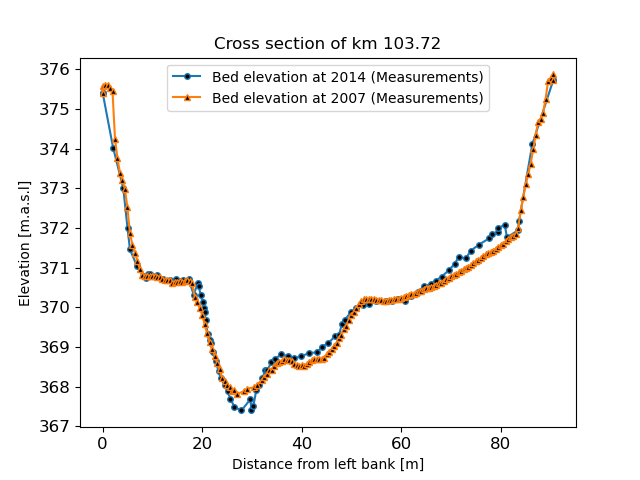 Cross section of km 103.72
Bed elevation at 2014 (Measurements)
Bed elevation at 2007 (Measurements)
Elevation [m.a.s.l]
376
375
374
373
372
371
370
369
368
367
0 20 40 60 80
Distance from left bank [m]